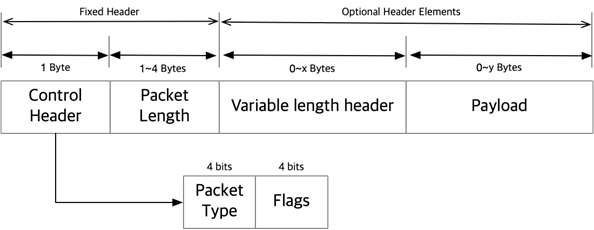 Fixed Header
Optional Header Elements
1 Byte
1~4 Bytes
0~x Bytes
0~y Bytes
Control
Header
Packet
Length
Variable length header
Payload
4 bits
4 bits
Packet
Type
Flags